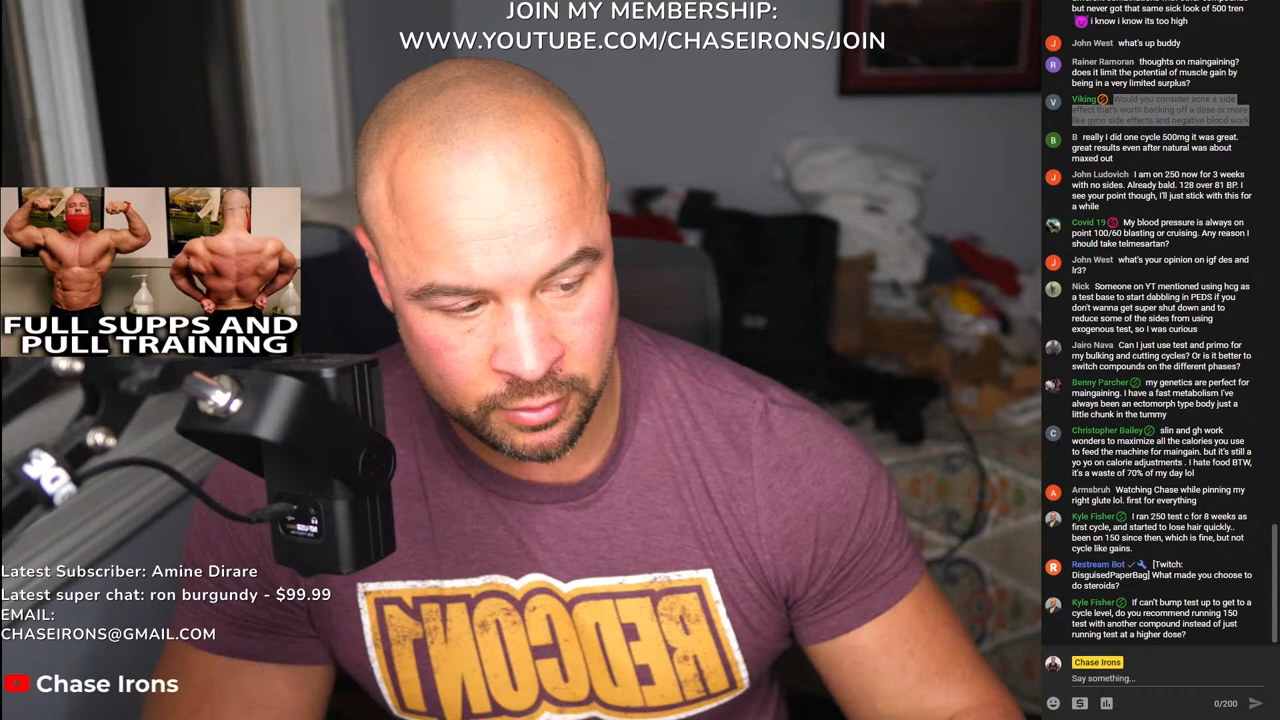 JOIN MY MEMBERSHIP:
WWW.YOUTUBE.COM/CHASEIRONS/JOIN
FULL SUPPS AND
PULL TRAINING
Latest Subscriber: Amine Dirare
Latest super chat: ron burgundy - $99.99
EMAIL:
CHASEIRONS@GMAIL.COM
Chase Irons
REDCON1
but never got that same sick look of 500 tren
i know i know its too high
John West what's up buddy
Rainer Ramoran thoughts on maingaining?
does it limit the potential of muscle gain by
being in a very limited surplus?
Viking Would you consider acne a side
effect that's worth backing off a dose or more
like gyno side effects and negative blood work
B really I did one cycle 500mg it was great.
great results even after natural was about
maxed out
John Ludovich I am on 250 now for 3 weeks
with no sides. Already bald. 128 over 81 BP. I
see your point though, I'll just stick with this for
a while
Covid 19 My blood pressure is always on
point 100/60 blasting or cruising. Any reason I
should take telmesartan?
John West what's your opinion on igf des and
lr3?
Nick Someone on YT mentioned using hcg as
a test base to start dabbling in PEDS if you
don't wanna get super shut down and to
reduce some of the sides from using
exogenous test, so I was curious
Jairo Nava Can I just use test and primo for
my bulking and cutting cycles? Or is it better to
switch compounds on the different phases?
Benny Parcher my genetics are perfect for
maingaining. I have a fast metabolism I've
always been an ectomorph type body just a
little chunk in the tummy
Christopher Bailey slin and gh work
wonders to maximize all the calories you use
to feed the machine for maingain. but it's still a
yo yo on calorie adjustments . I hate food BTW,
it's a waste of 70% of my day lol
Armsbruh Watching Chase while pinning my
right glute lol. first for everything
Kyle Fisher I ran 250 test c for 8 weeks as
first cycle, and started to lose hair quickly..
been on 150 since then, which is fine, but not
cycle like gains.
Restream Bot [Twitch:
DisguisedPaperBag] What made you choose to
do steroids?
Kyle Fisher If can't bump test up to get to a
cycle level, do you recommend running 150
test with another compound instead of just
running test at a higher dose?
Chase Irons
Say something...
0/200